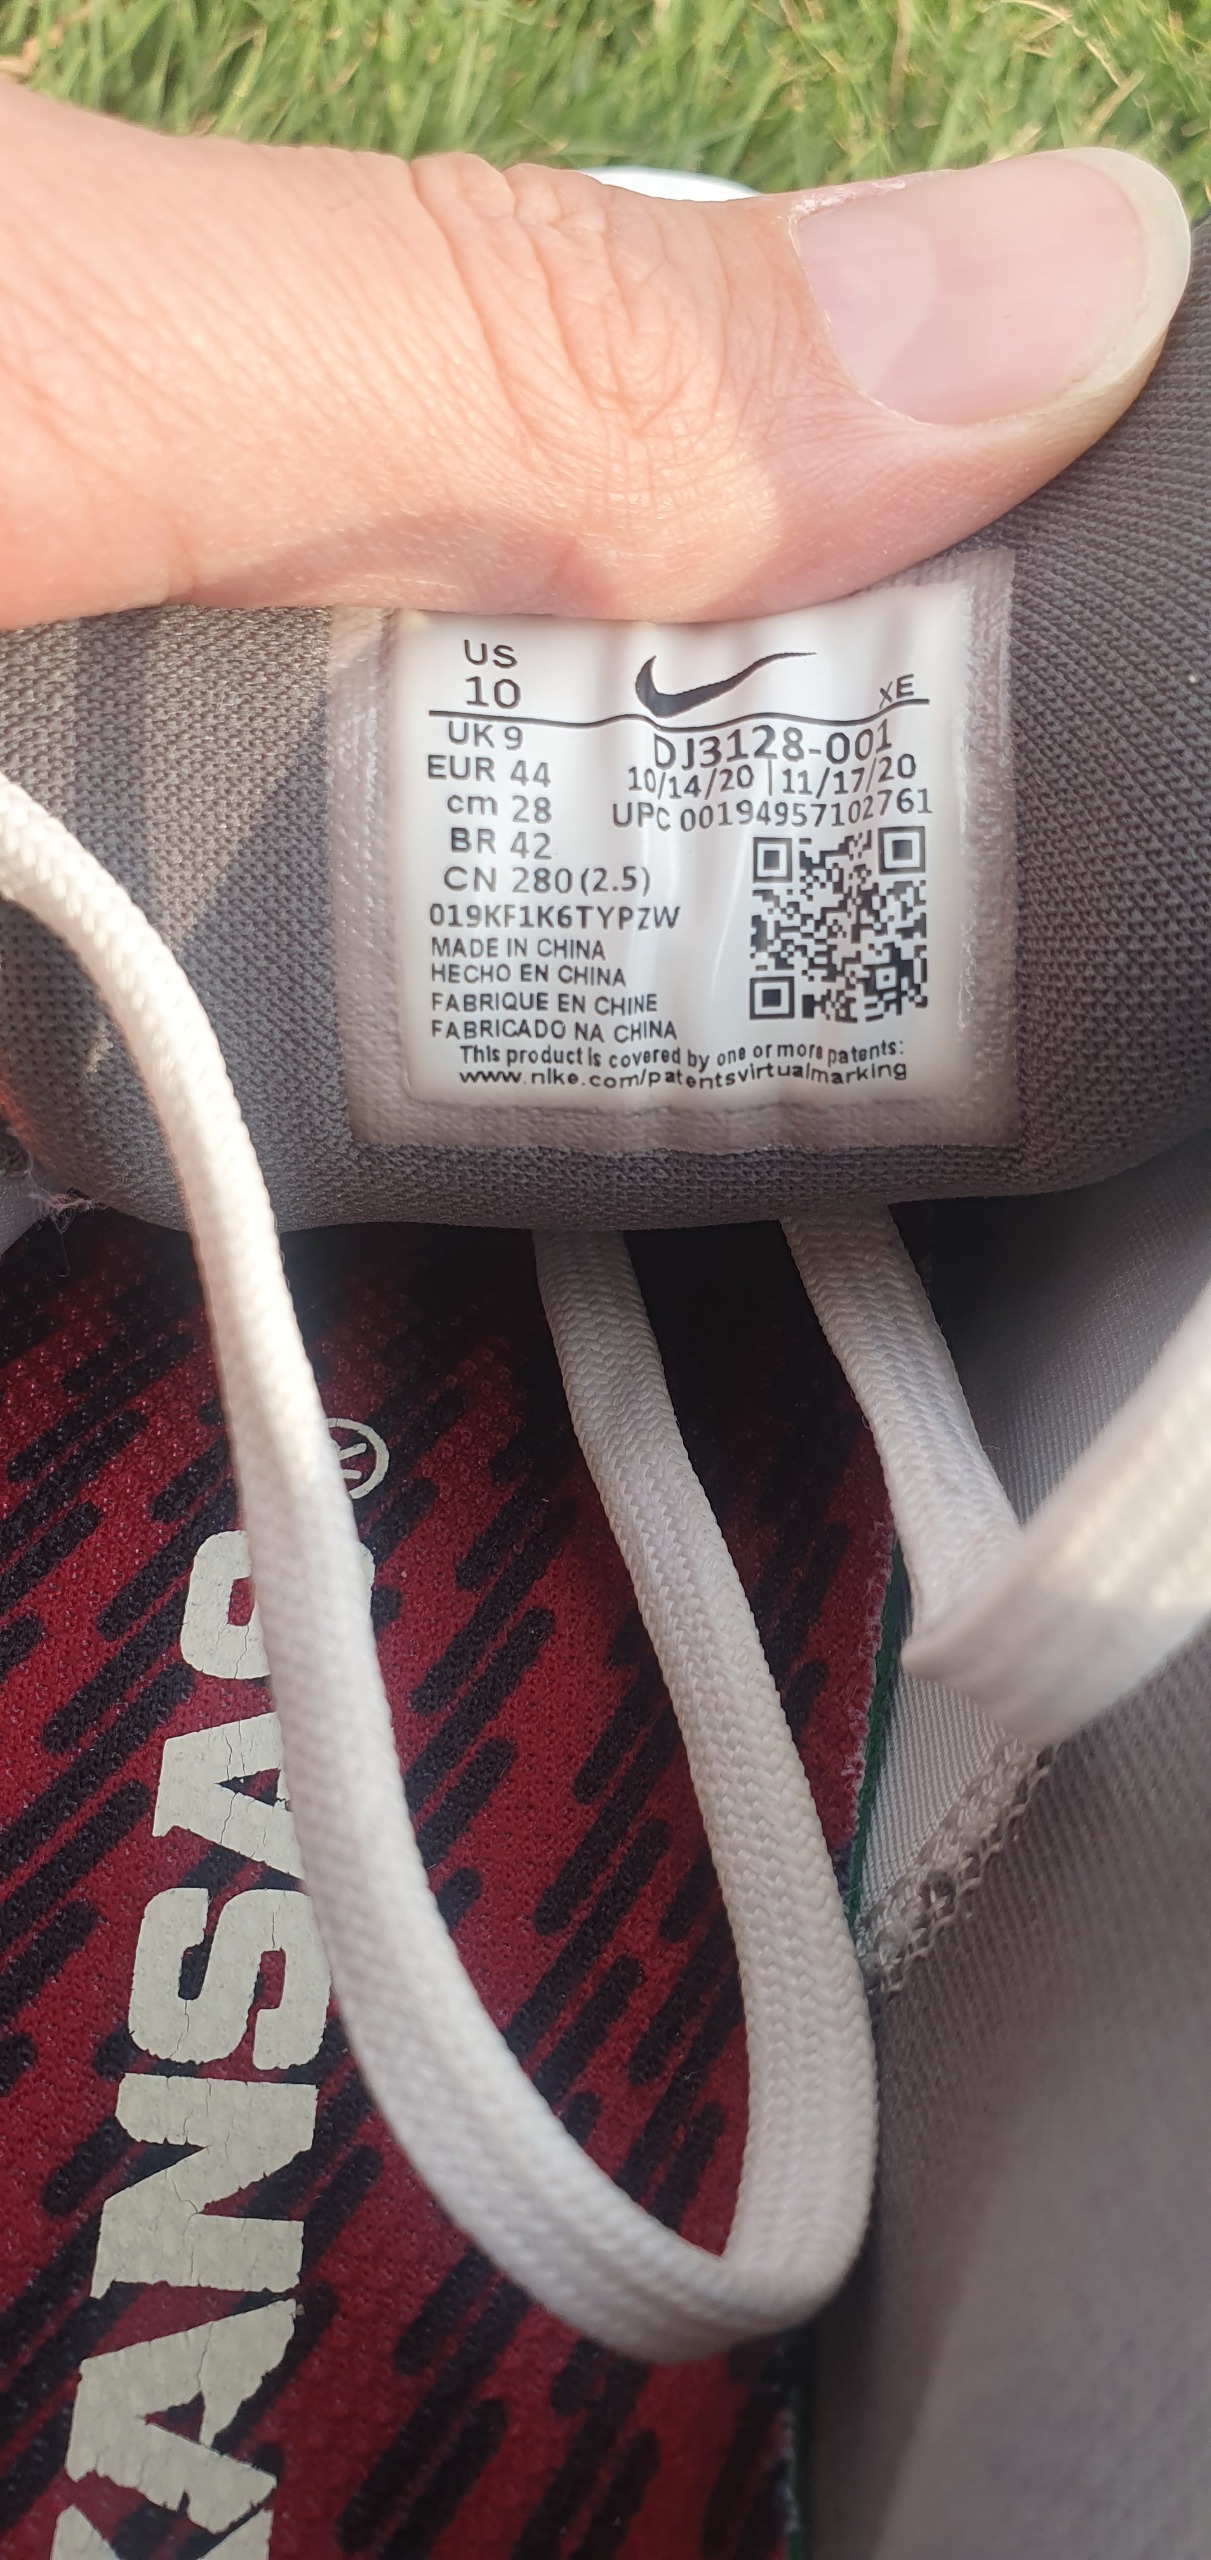 US
10
XE
UK 9
DJ3128-001
EUR 44
10/14/20 | 11/17/20
cm 28
UPC 00194957102761
BR 42
CN 280(2.5)
019KF1K6TYPZW
MADE IN CHINA
HECHO EN CHINA
FABRIQUE EN CHINE
FABRICADO NA CHINA
This product is covered by one or more patents:
www.nike.com/patentsvirtualmarking